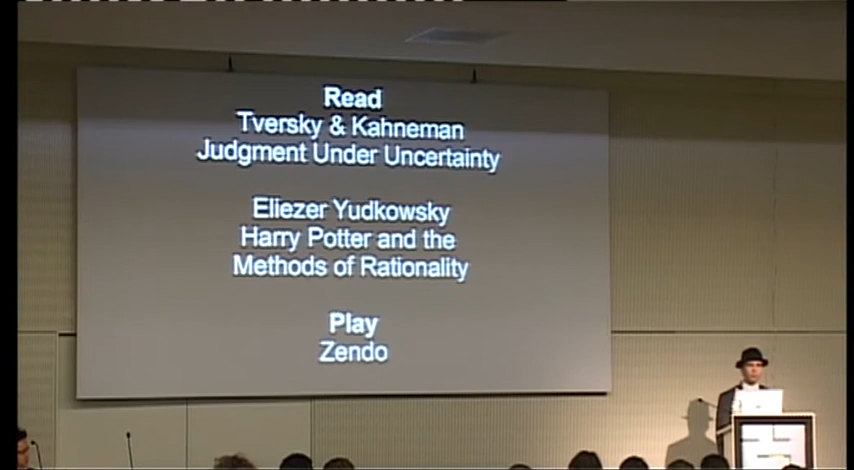 Read
Tversky & Kahneman
Judgment Under Uncertainty
Eliezer Yudkowsky
Harry Potter and the
Methods of Rationality
Play
Zendo